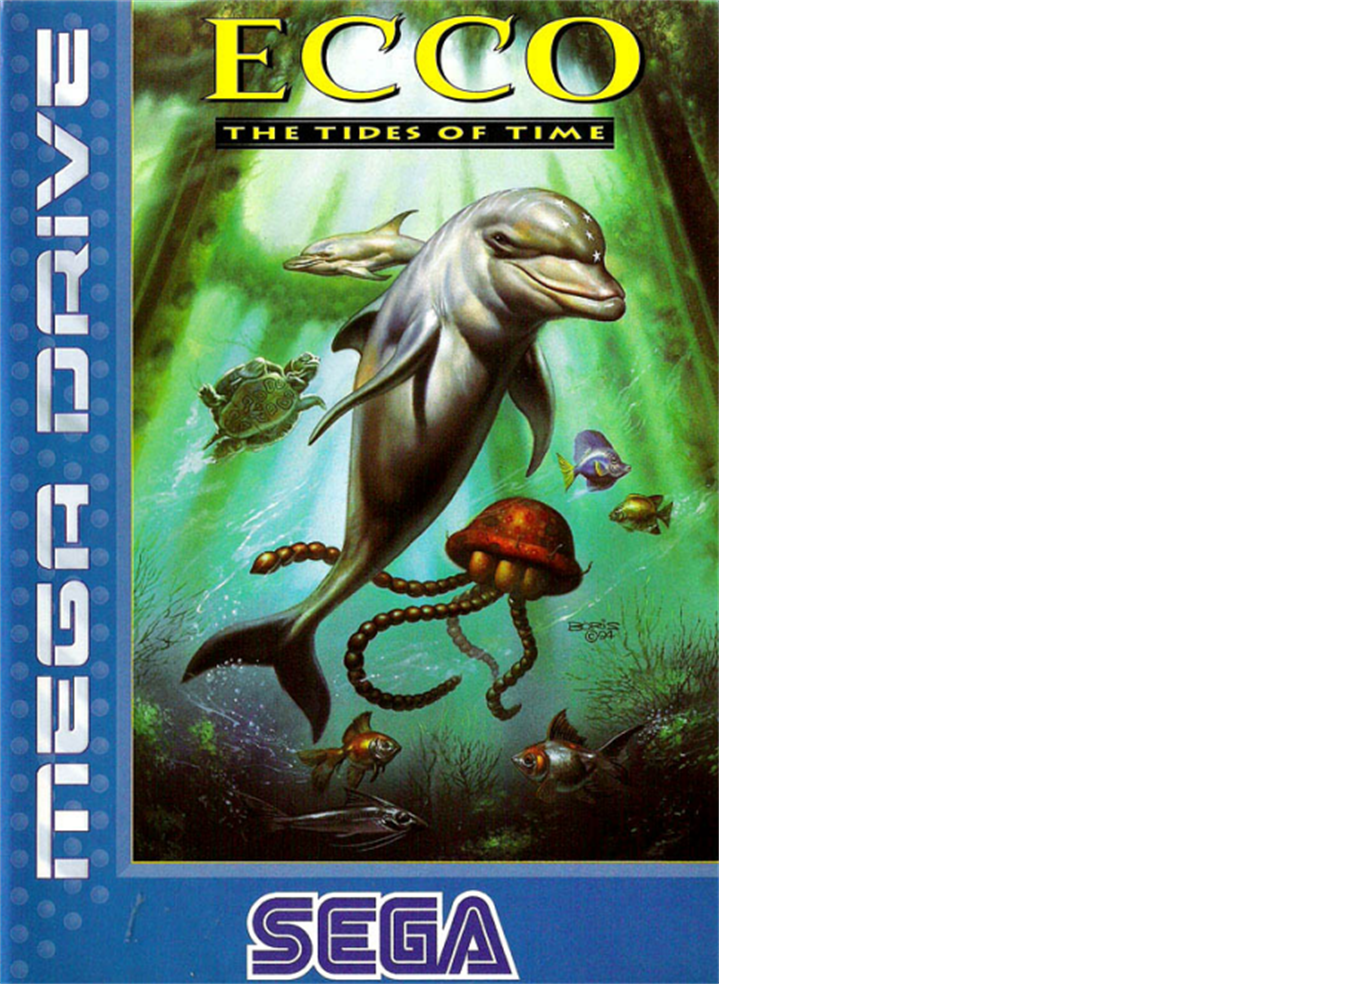 ECCO
THE TIDES OF TIME
MEGA DRIVE
BORIS
©94
SEGA